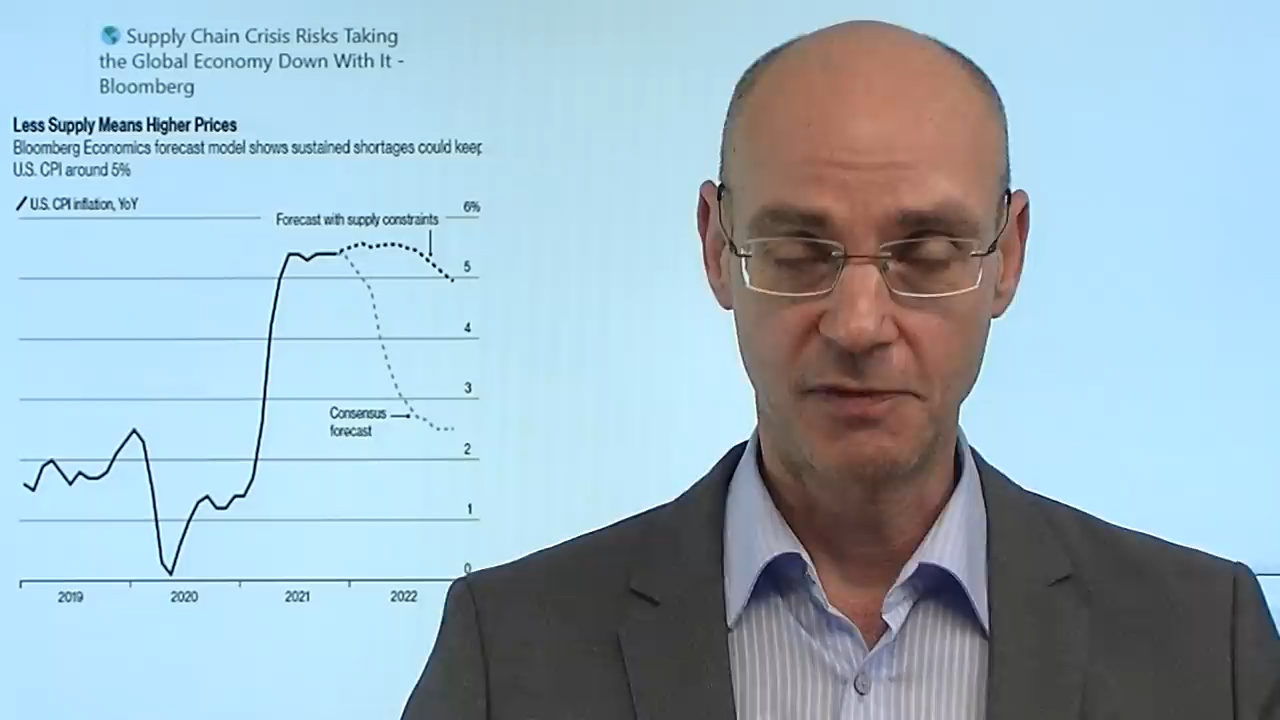 Supply Chain Crisis Risks Taking
the Global Economy Down With It -
Bloomberg
Less Supply Means Higher Prices
Bloomberg Economics forecast model shows sustained shortages could keep
U.S. CPI around 5%
U.S. CPI inflation, YoY
6%
Forecast with supply constraints
5
4
3
Consensus
forecast
2
1
0
2019 2020 2021 2022